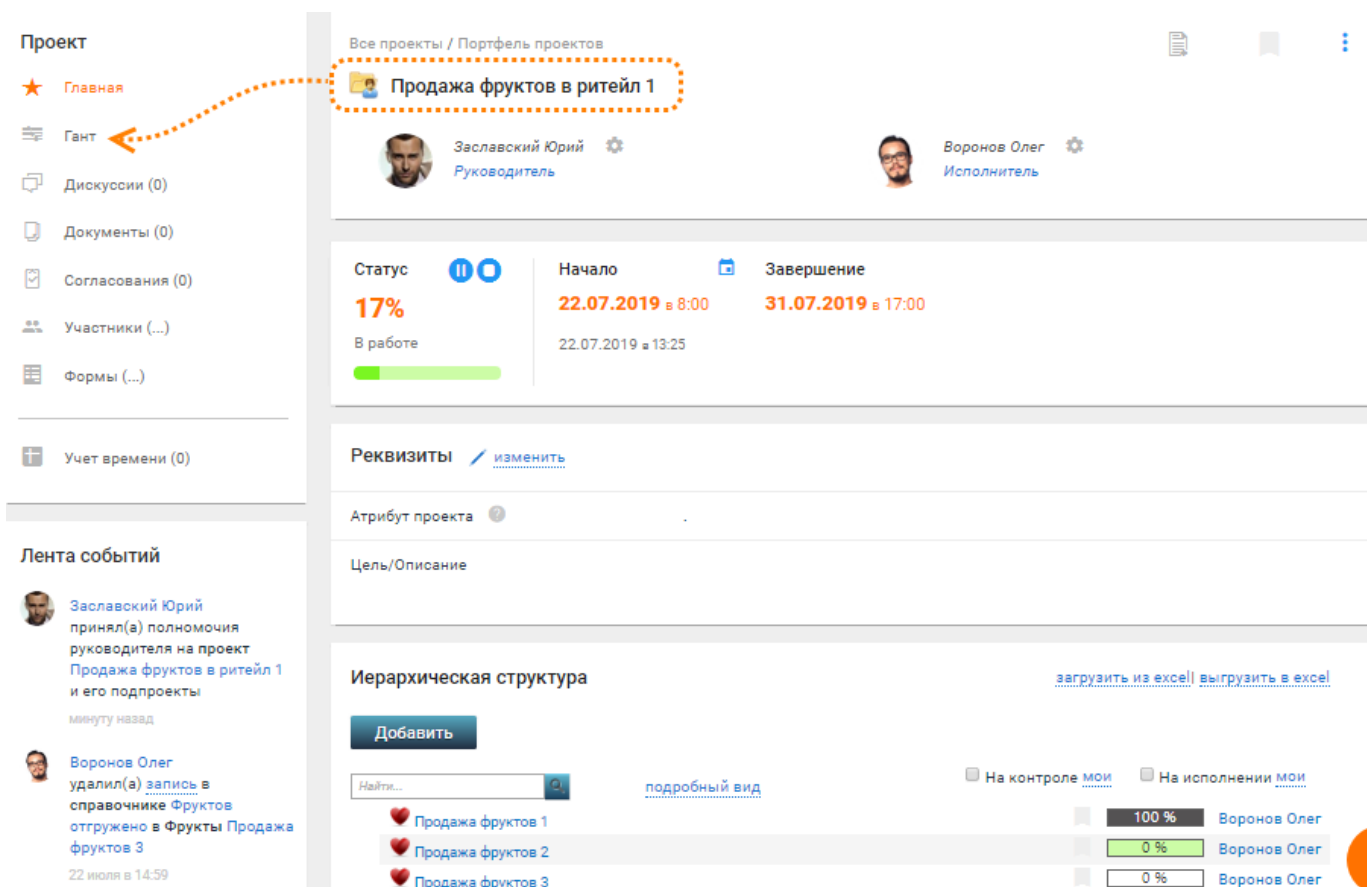 Проект
Главная
Гант
Дискуссии (0)
Документы (0)
Согласования (0)
Участники (...)
Формы (...)
Учет времени (0)
Лента событий
Заславский Юрий
принял(а) полномочия
руководителя на проект
Продажа фруктов в ритейл 1
и его подпроекты
минуту назад
Воронов Олег
удалил(а) запись в
справочнике Фруктов
отгружено в Фрукты Продажа
фруктов 3
22 июля в 14:59
Все проекты / Портфель проектов
Продажа фруктов в ритейл 1
Заславский Юрий
Руководитель
Воронов Олег
Исполнитель
Статус
17%
В работе
Начало
22.07.2019 в 8:00
22.07.2019 в 13:25
Завершение
31.07.2019 в 17:00
Реквизиты изменить
Атрибут проекта ? .
Цель/Описание
Иерархическая структура загрузить из excel| выгрузить в excel
Добавить
Найти... подробный вид На контроле мои На исполнении мои
Продажа фруктов 1 100 % Воронов Олег
Продажа фруктов 2 0 % Воронов Олег
Продажа фруктов 3 0 % Воронов Олег